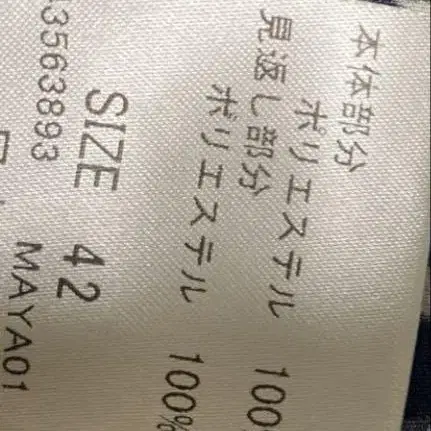 本体部分
ポリエステル 100
見返し部分
ポリエステル 100%
SIZE 42
3563893 MAYA01